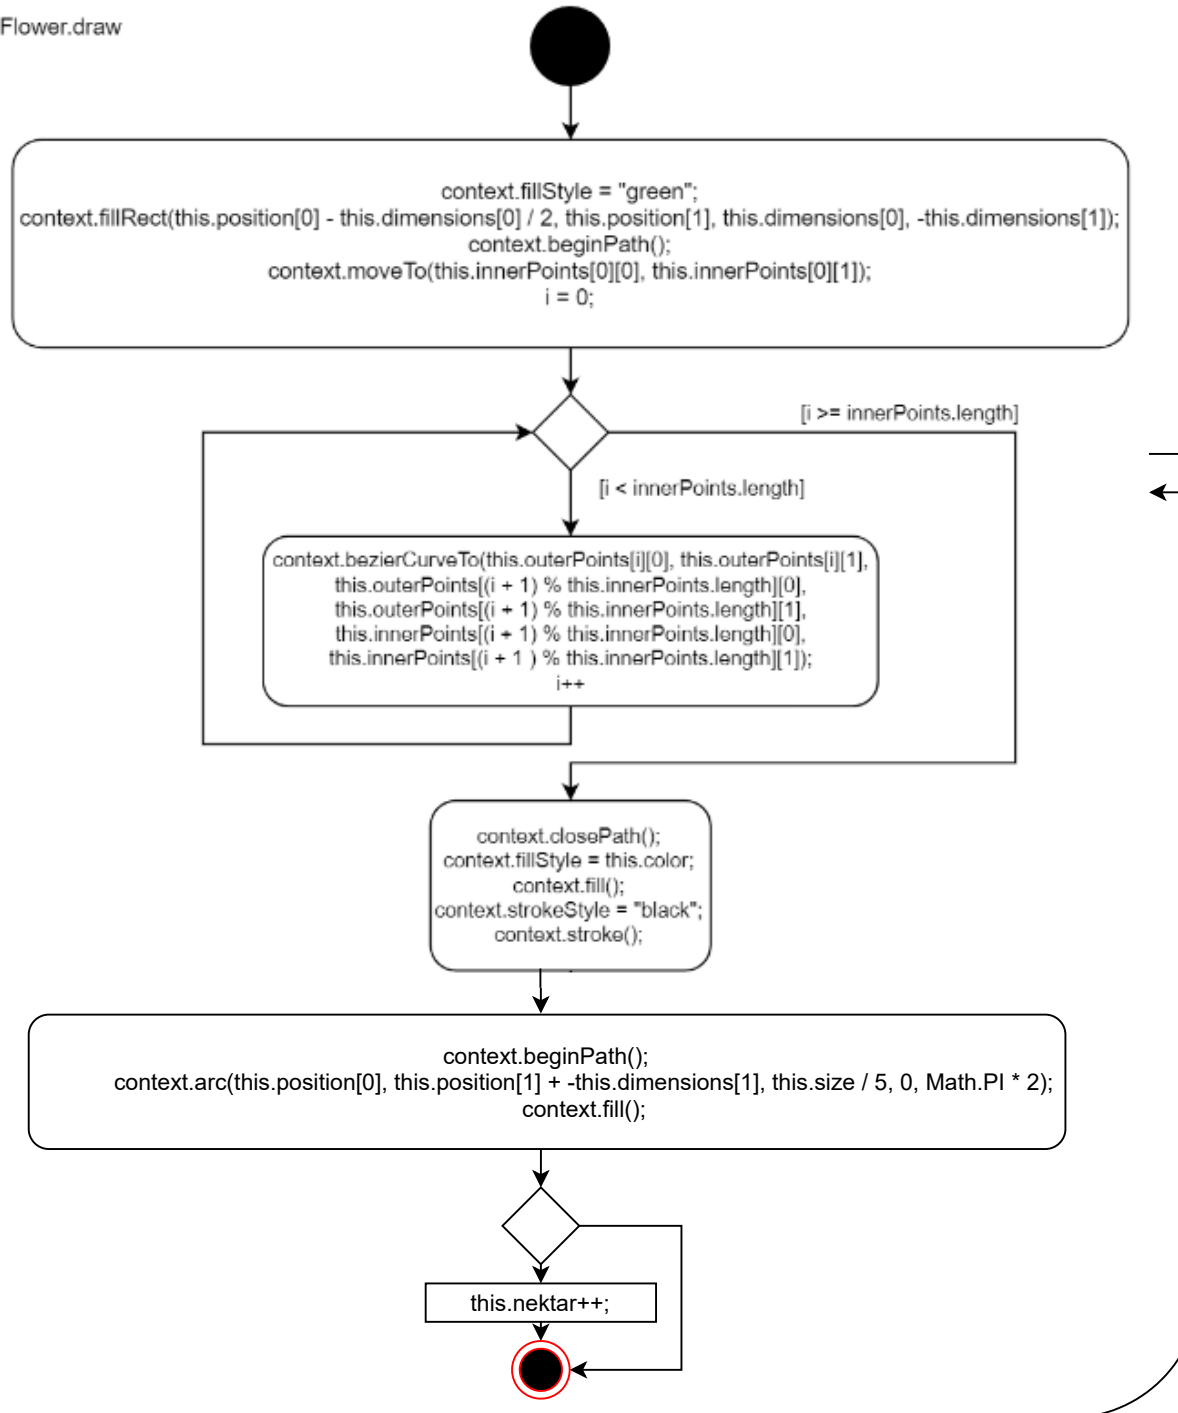 Flower.draw
context.fillStyle = "green";
context.fillRect(this.position[0] - this.dimensions[0] / 2, this.position[1], this.dimensions[0], -this.dimensions[1]);
context.beginPath();
context.moveTo(this.innerPoints[0][0], this.innerPoints[0][1]);
i = 0;
[i >= innerPoints.length]
[i < innerPoints.length]
context.bezierCurveTo(this.outerPoints[i][0], this.outerPoints[i][1],
this.outerPoints[(i + 1) % this.innerPoints.length][0],
this.outerPoints[(i + 1) % this.innerPoints.length][1],
this.innerPoints[(i + 1) % this.innerPoints.length][0],
this.innerPoints[(i + 1 ) % this.innerPoints.length][1]);
i++
context.closePath();
context.fillStyle = this.color;
context.fill();
context.strokeStyle = "black";
context.stroke();
context.beginPath();
context.arc(this.position[0], this.position[1] + -this.dimensions[1], this.size / 5, 0, Math.PI * 2);
context.fill();
this.nektar++;